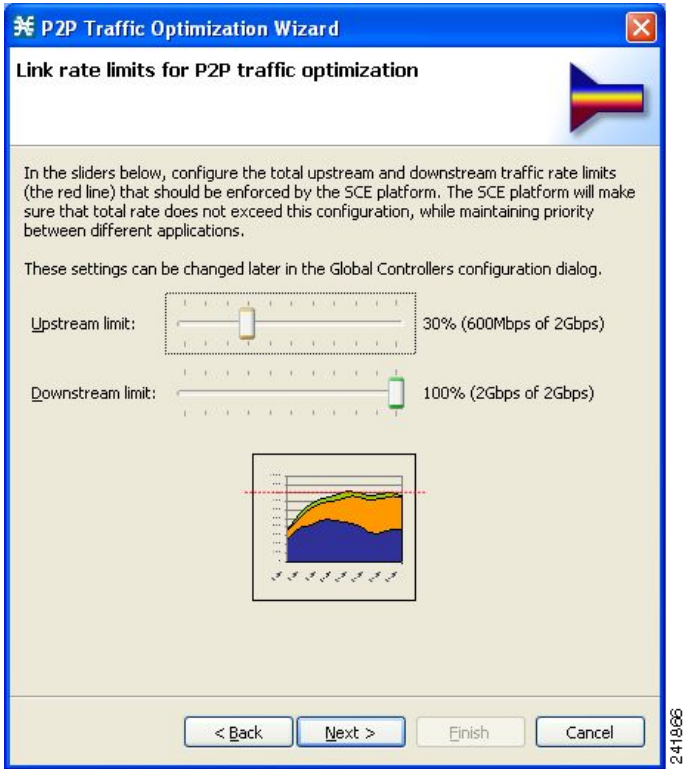 P2P Traffic Optimization Wizard
Link rate limits for P2P traffic optimization
In the sliders below, configure the total upstream and downstream traffic rate limits
(the red line) that should be enforced by the SCE platform. The SCE platform will make
sure that total rate does not exceed this configuration, while maintaining priority
between different applications.
These settings can be changed later in the Global Controllers configuration dialog.
Upstream limit: 30% (600Mbps of 2Gbps)
Downstream limit: 100% (2Gbps of 2Gbps)
< Back Next > Finish Cancel
241866